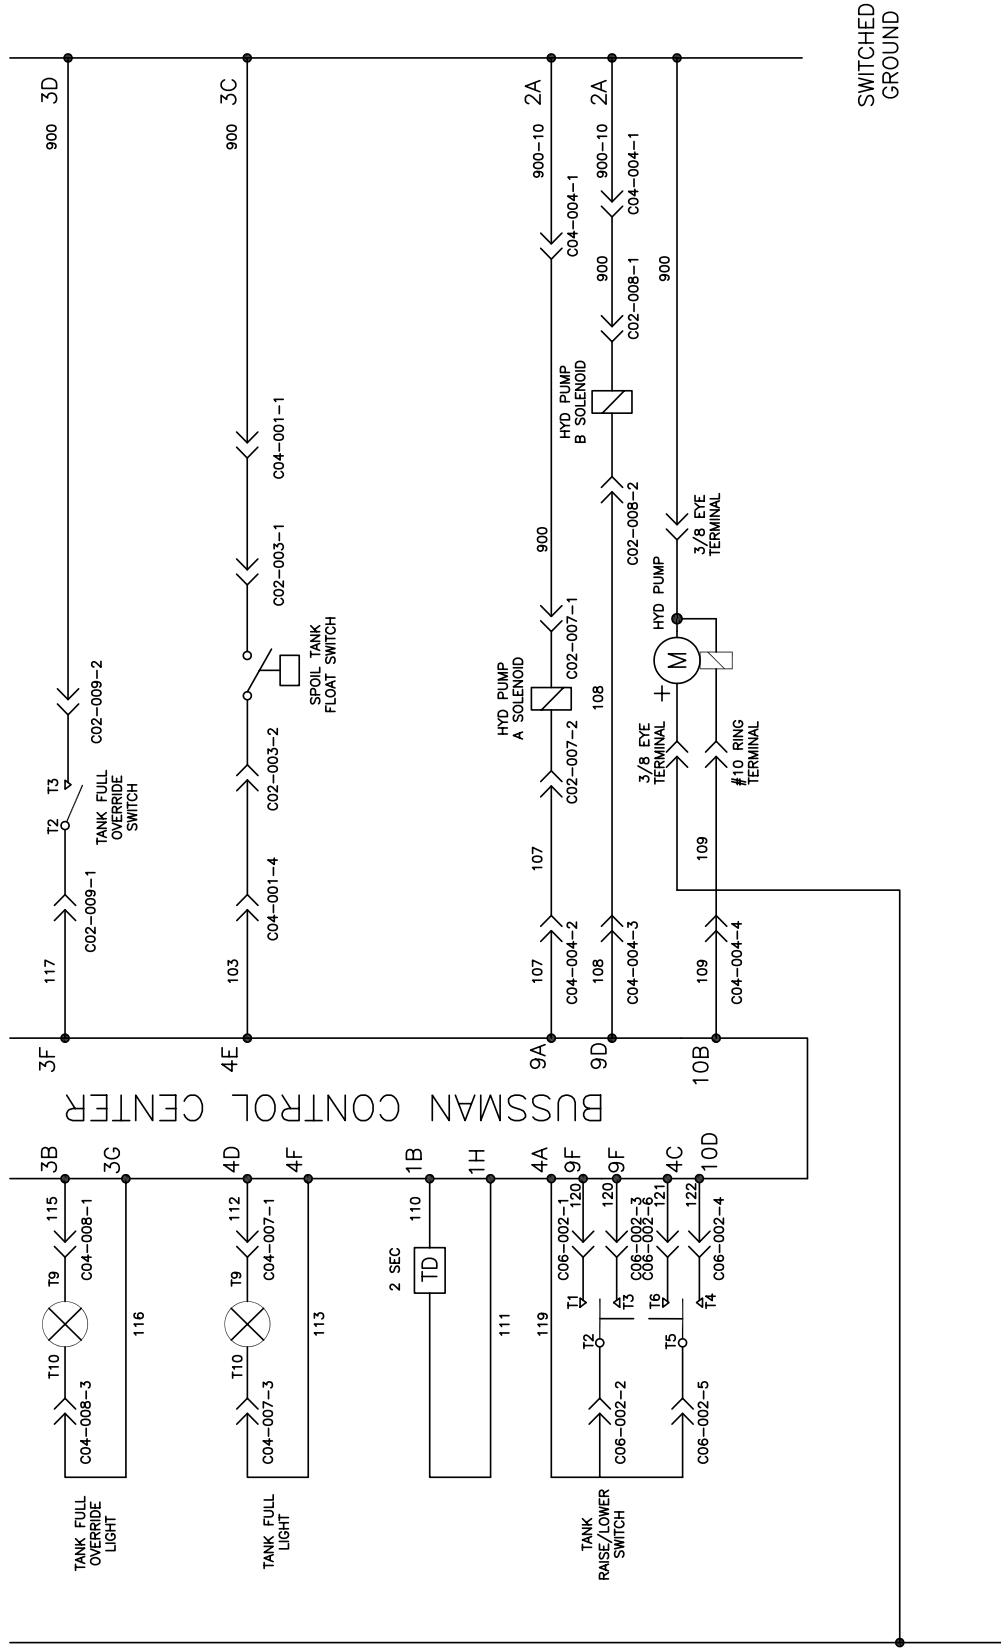 SWITCHED
GROUND
3D
900
C02-009-2
T3
T2
TANK FULL
OVERRIDE
SWITCH
C02-009-1
117
3F
3C
900
C04-001-1
C02-003-1
SPOIL TANK
FLOAT SWITCH
C02-003-2
C04-001-4
103
4E
2A
900-10
C04-004-1
900
C02-007-1
HYD PUMP
A SOLENOID
C02-007-2
107
107
C04-004-2
9A
2A
900-10
C04-004-1
900
C02-008-1
HYD PUMP
B SOLENOID
C02-008-2
108
108
C04-004-3
9D
900
3/8 EYE
TERMINAL
HYD PUMP
M
+
3/8 EYE
TERMINAL
#10 RING
TERMINAL
109
109
C04-004-4
10B
BUSSMAN CONTROL CENTER
3B
3G
4D
4F
1B
1H
4A
9F
9F
4C
10D
115
C04-008-1
T9
T10
C04-008-3
116
TANK FULL
OVERRIDE
LIGHT
112
C04-007-1
T9
T10
C04-007-3
113
TANK FULL
LIGHT
110
2 SEC
TD
111
119
120
C06-002-1
T1
120
C06-002-3
T3
121
C06-002-6
T6
122
C06-002-4
T4
T2
T5
C06-002-2
C06-002-5
TANK
RAISE/LOWER
SWITCH